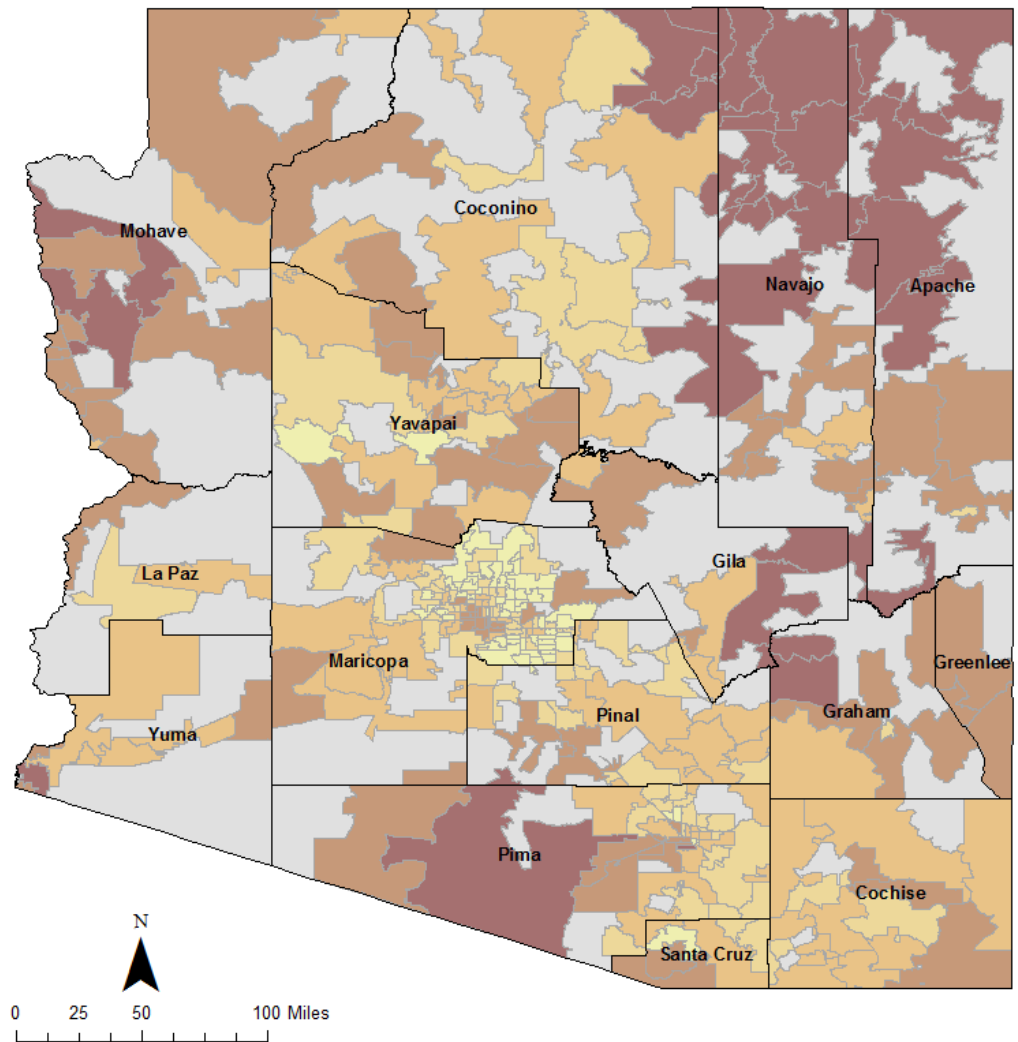 Mohave
Coconino
Navajo
Apache
Yavapai
La Paz
Gila
Maricopa
Greenlee
Yuma
Pinal
Graham
Pima
Cochise
Santa Cruz
N
0 25 50 100 Miles